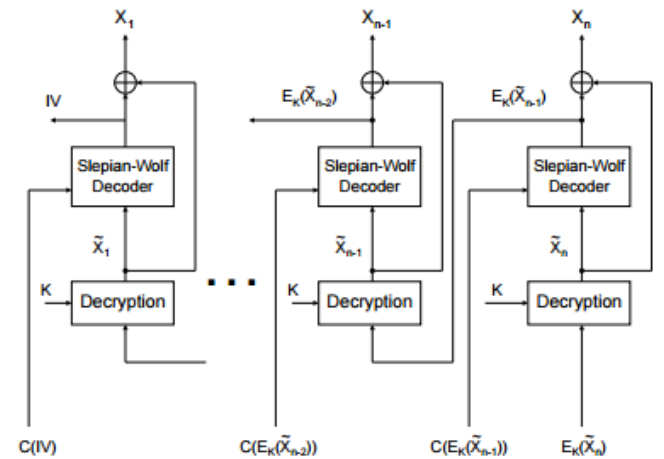 X₁ Xₙ₋₁ Xₙ
IV Eₖ(X̃ₙ₋₂) Eₖ(X̃ₙ₋₁)
Slepian-Wolf Slepian-Wolf Slepian-Wolf
Decoder Decoder Decoder
X̃₁ X̃ₙ₋₁ X̃ₙ
...
K K K
Decryption Decryption Decryption
C(IV) C(Eₖ(X̃ₙ₋₂)) C(Eₖ(X̃ₙ₋₁)) Eₖ(X̃ₙ)